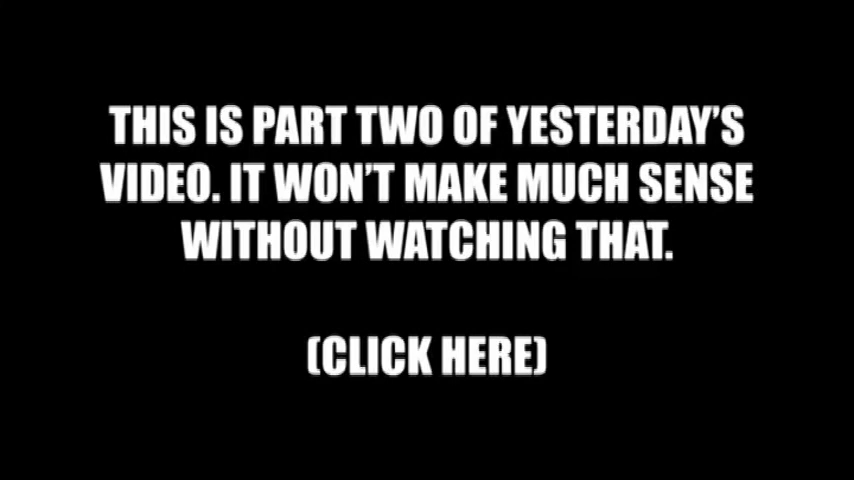 THIS IS PART TWO OF YESTERDAY'S
VIDEO. IT WON'T MAKE MUCH SENSE
WITHOUT WATCHING THAT.
(CLICK HERE)